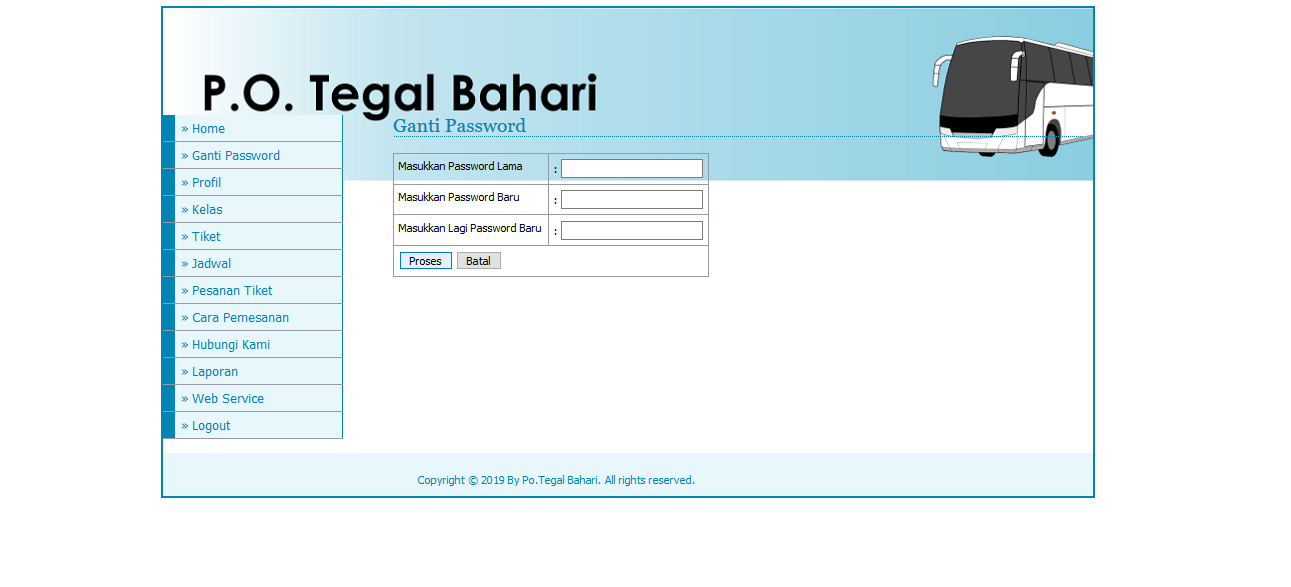 P.O. Tegal Bahari
» Home
» Ganti Password
» Profil
» Kelas
» Tiket
» Jadwal
» Pesanan Tiket
» Cara Pemesanan
» Hubungi Kami
» Laporan
» Web Service
» Logout
Ganti Password
Masukkan Password Lama :
Masukkan Password Baru :
Masukkan Lagi Password Baru :
Proses Batal
Copyright © 2019 By Po.Tegal Bahari. All rights reserved.